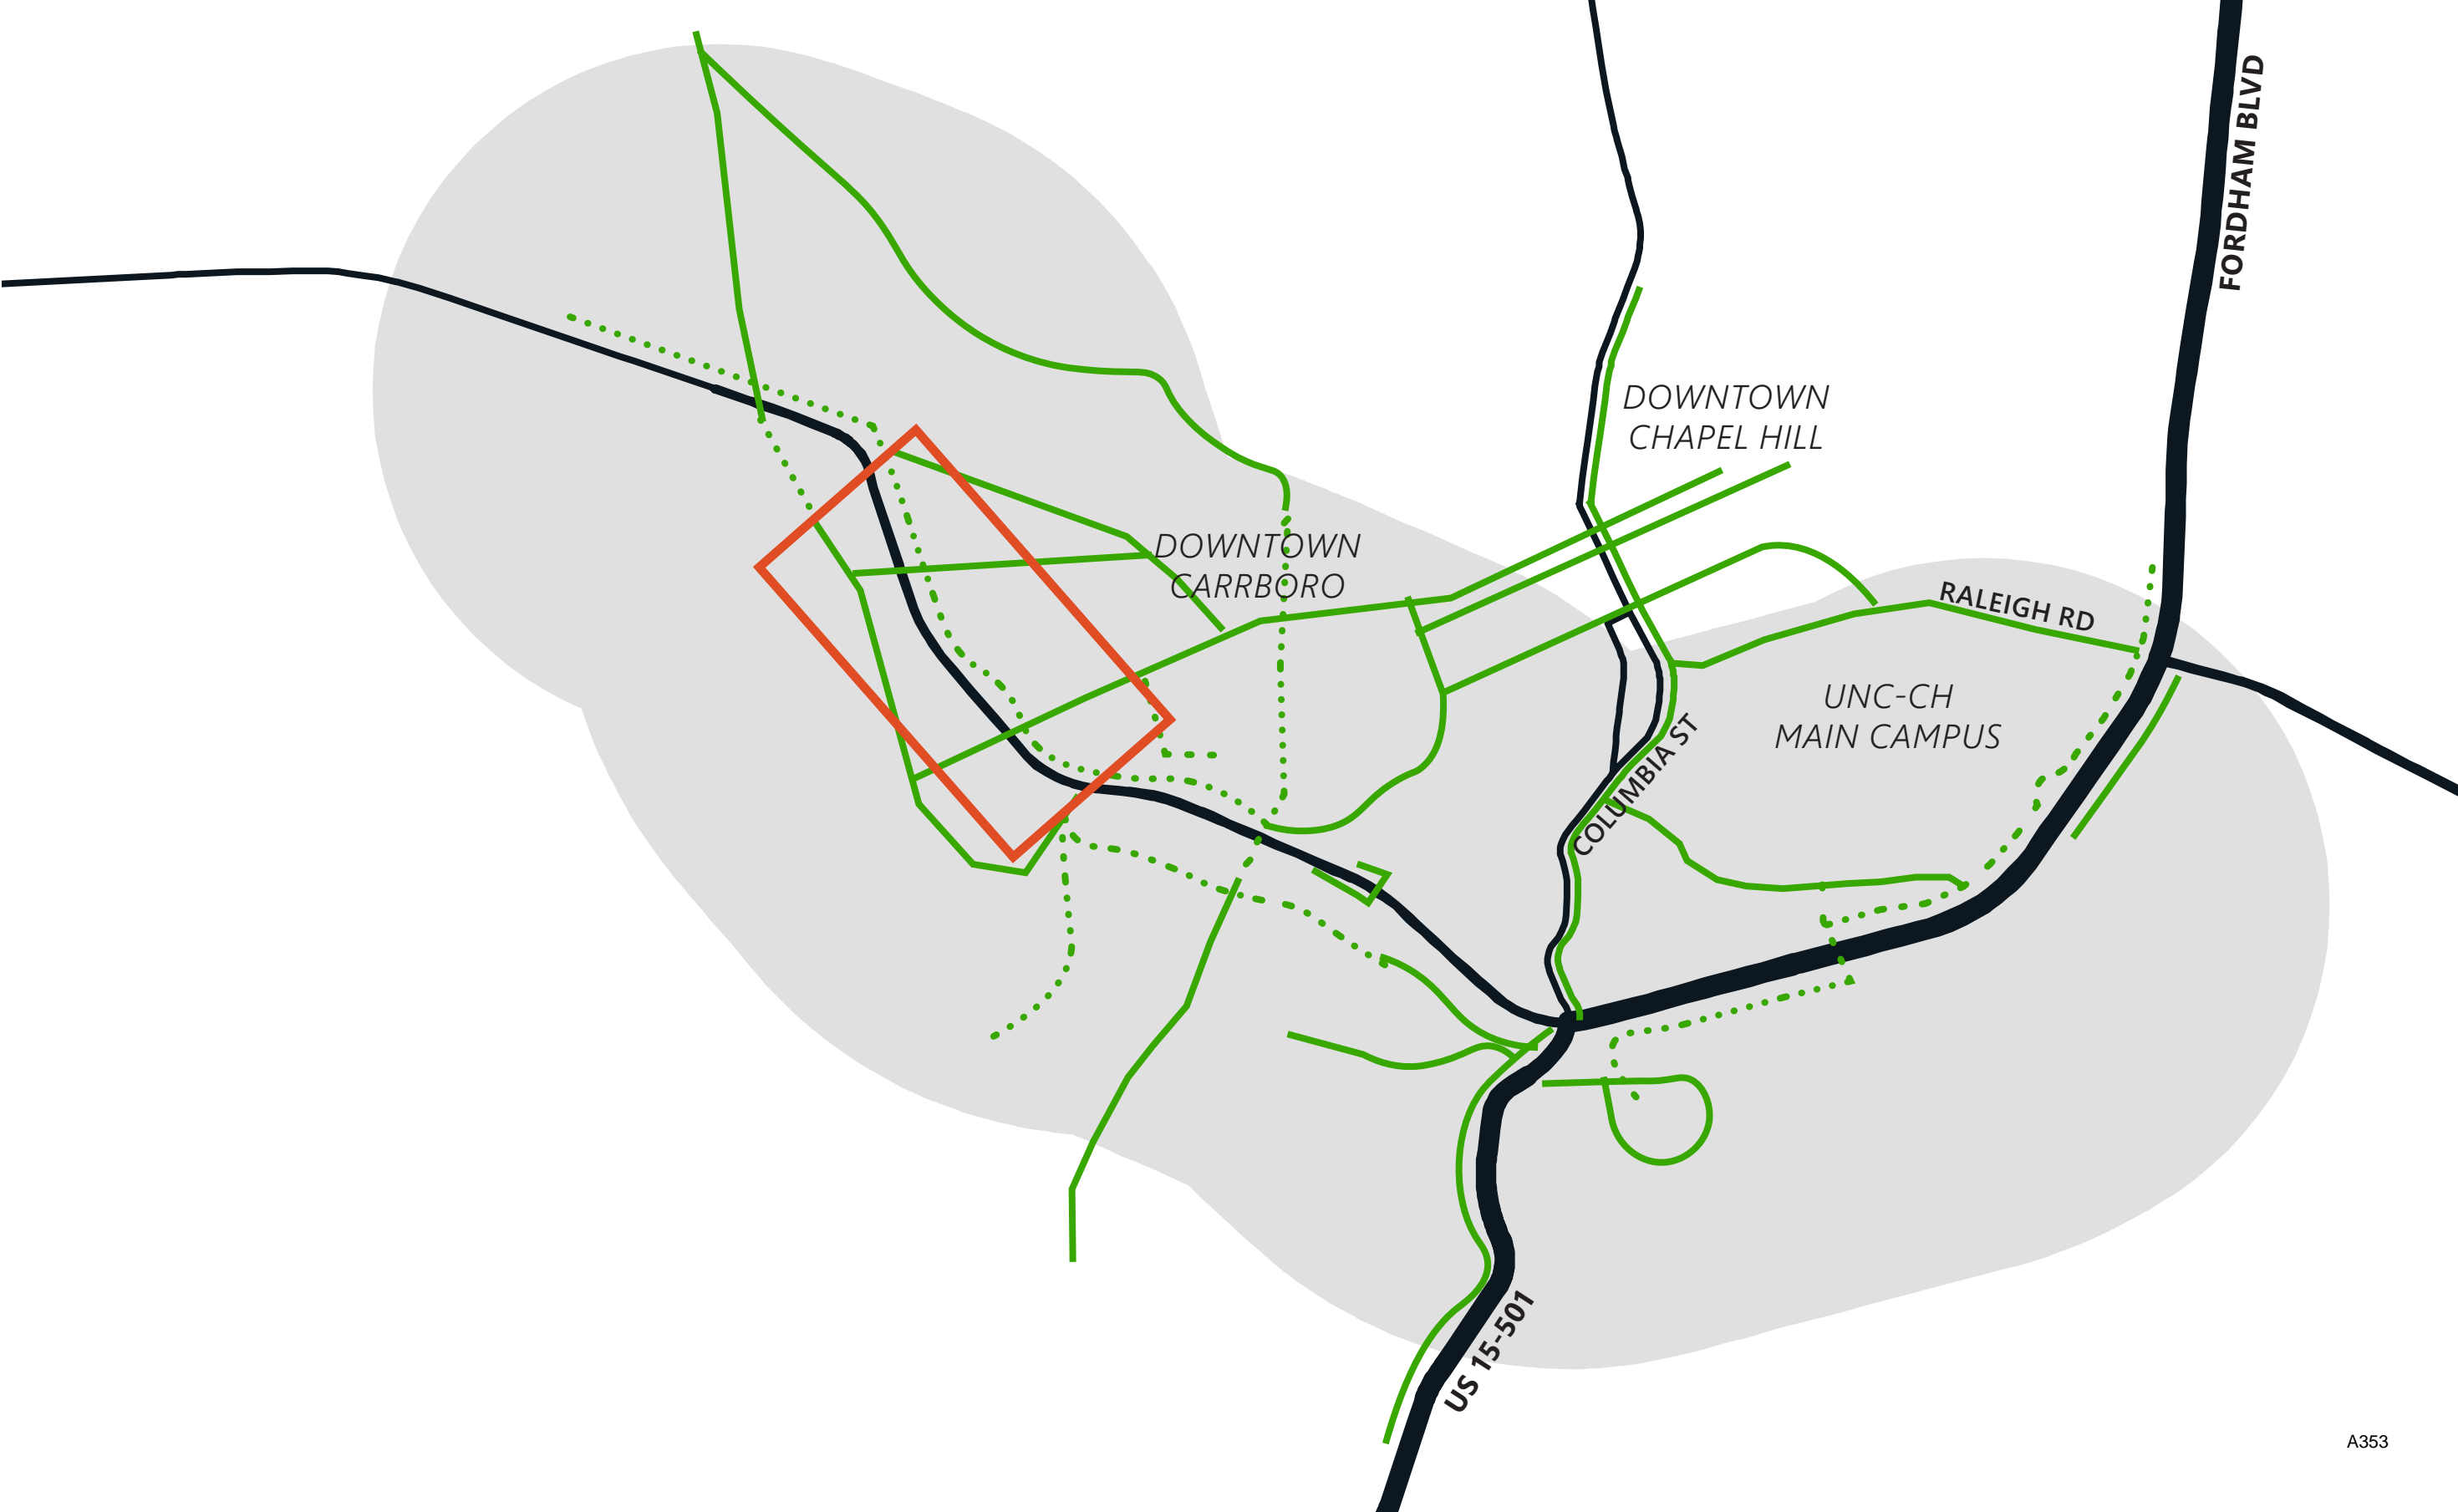 FORDHAM BLVD
DOWNTOWN
CHAPEL HILL
DOWNTOWN
CARRBORO
RALEIGH RD
UNC-CH
MAIN CAMPUS
COLUMBIA ST
US 15-501
A353